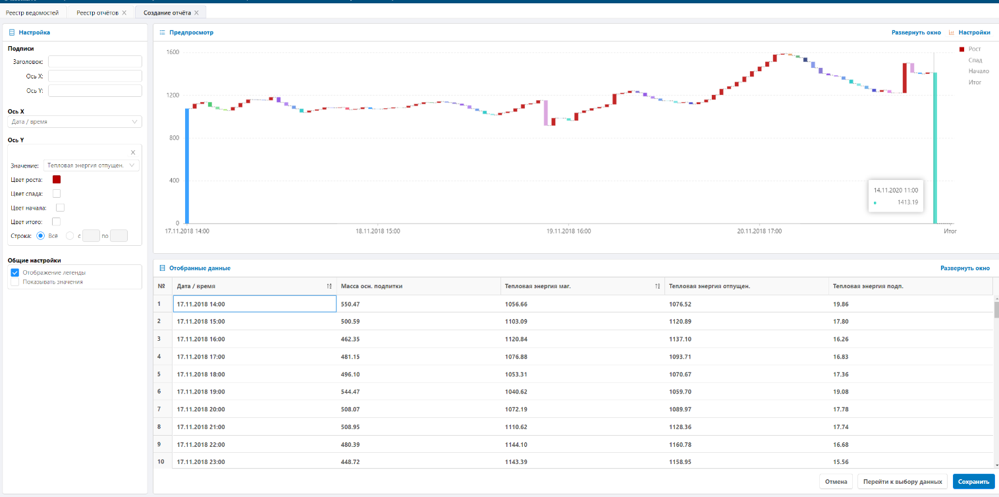 Реестр ведомостей Реестр отчётов Создание отчёта
Настройка
Подписи
Заголовок:
Ось X:
Ось Y:
Ось X
Дата / время
Ось Y
Значение: Тепловая энергия отпущен.
Цвет роста:
Цвет спада:
Цвет начала:
Цвет итого:
Строка: Всё с по
Общие настройки
Отображение легенды
Показывать значения
Предпросмотр Развернуть окно Настройки
1600
1200
800
400
0
17.11.2018 14:00 18.11.2018 15:00 19.11.2018 16:00 20.11.2018 17:00 Итог
Рост
Спад
Начало
Итог
14.11.2020 11:00
1413.19
Отобранные данные Развернуть окно
№ Дата / время Масса осн. подпитки Тепловая энергия маг. Тепловая энергия отпущен. Тепловая энергия подп.
1 17.11.2018 14:00 550.47 1056.66 1076.52 19.86
2 17.11.2018 15:00 500.59 1103.09 1120.89 17.80
3 17.11.2018 16:00 462.35 1120.84 1137.10 16.26
4 17.11.2018 17:00 481.15 1076.88 1093.71 16.83
5 17.11.2018 18:00 496.10 1053.31 1070.67 17.36
6 17.11.2018 19:00 544.47 1040.62 1059.70 19.08
7 17.11.2018 20:00 508.07 1072.19 1089.97 17.78
8 17.11.2018 21:00 508.95 1110.62 1128.36 17.74
9 17.11.2018 22:00 480.39 1144.10 1160.78 16.68
10 17.11.2018 23:00 448.72 1143.39 1158.95 15.56
Отмена Перейти к выбору данных Сохранить